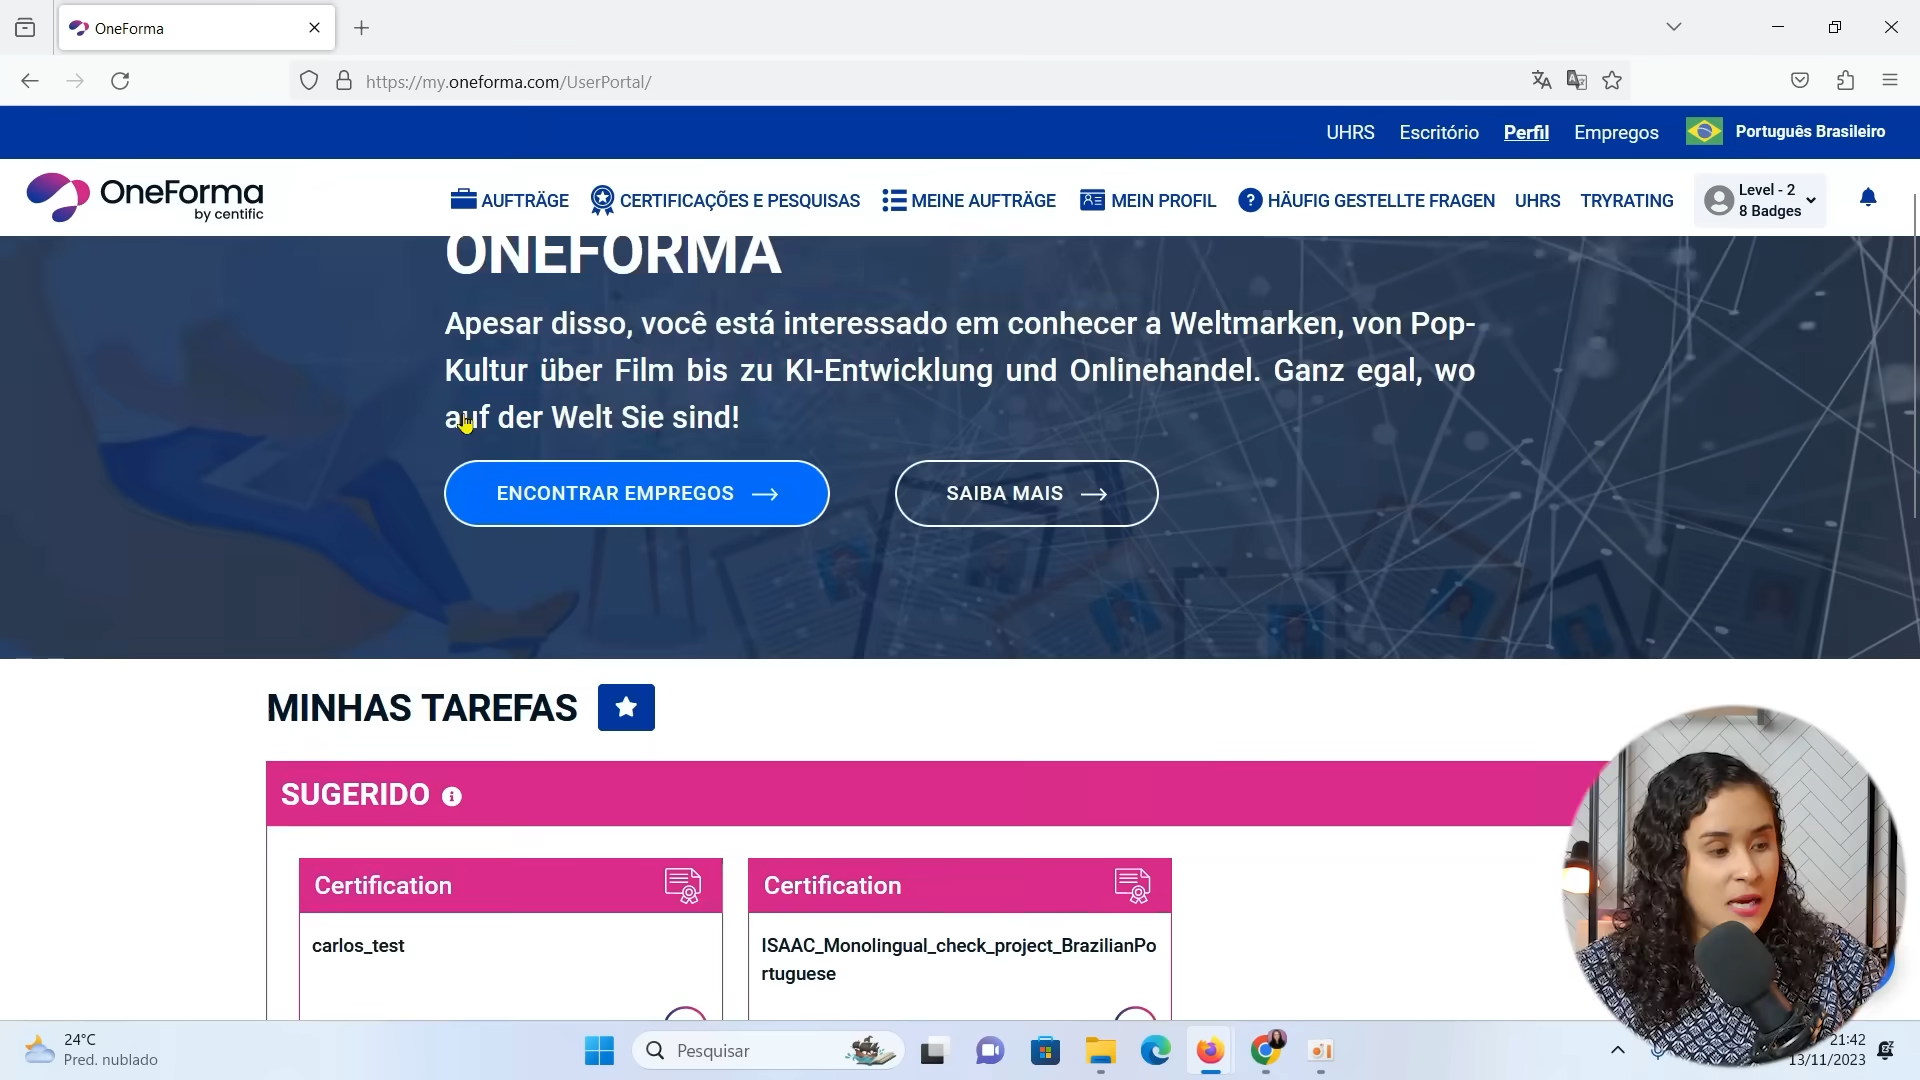 OneForma
https://my.oneforma.com/UserPortal/
UHRS Escritório Perfil Empregos Português Brasileiro
OneForma
by centific
AUFTRÄGE CERTIFICAÇÕES E PESQUISAS MEINE AUFTRÄGE MEIN PROFIL HÄUFIG GESTELLTE FRAGEN UHRS TRYRATING
Level - 2
8 Badges
ONEFORMA
Apesar disso, você está interessado em conhecer a Weltmarken, von Pop-
Kultur über Film bis zu KI-Entwicklung und Onlinehandel. Ganz egal, wo
auf der Welt Sie sind!
ENCONTRAR EMPREGOS
SAIBA MAIS
MINHAS TAREFAS
SUGERIDO
Certification
carlos_test
Certification
ISAAC_Monolingual_check_project_BrazilianPo
rtuguese
24°C
Pred. nublado
Pesquisar
21:42
13/11/2023